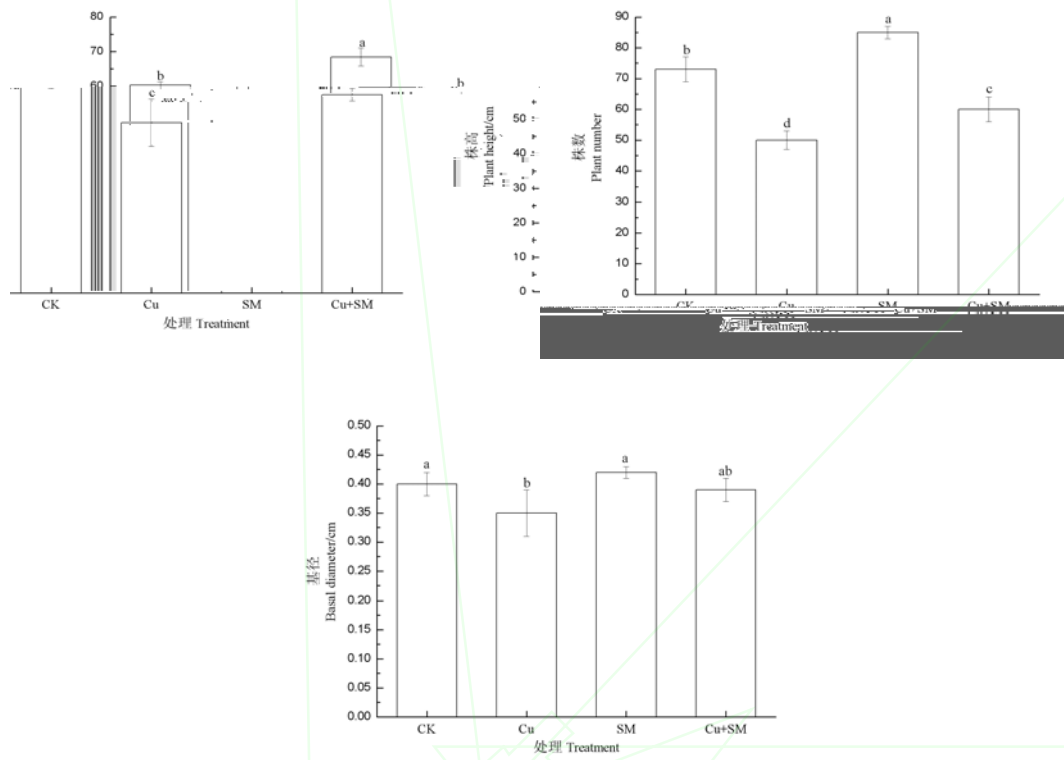 80
70
60
a
b
c
b
株高
Plant height/cm
50
40
30
20
10
0
CK
Cu
SM
Cu+SM
处理 Treatment
90
80
70
60
50
40
30
20
10
0
株数
Plant number
b
d
a
c
CK
Cu
SM
Cu+SM
处理 Treatment
0.50
0.45
0.40
0.35
0.30
0.25
0.20
0.15
0.10
0.05
0.00
基径
Basal diameter/cm
a
b
a
ab
CK
Cu
SM
Cu+SM
处理 Treatment